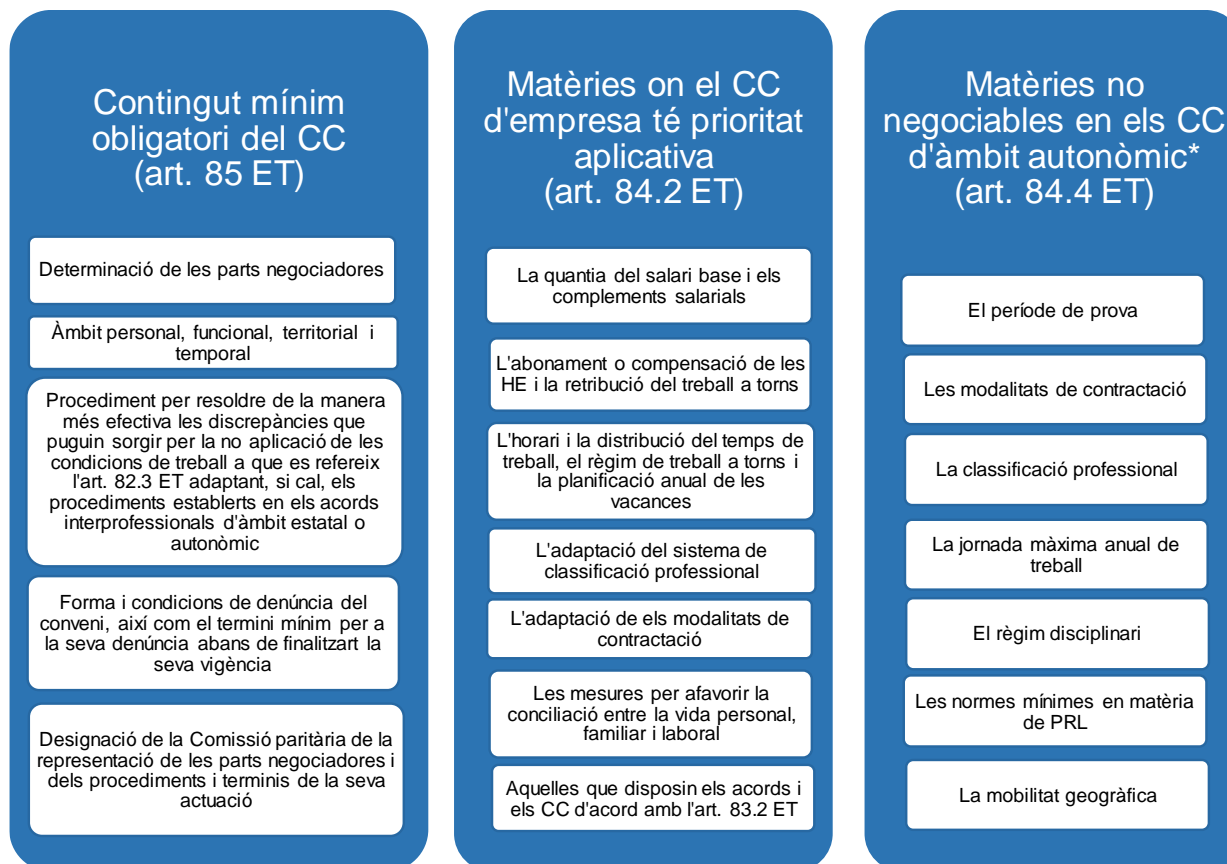 Contingut mínim
obligatori del CC
(art. 85 ET)
Determinació de les parts negociadores
Àmbit personal, funcional, territorial i
temporal
Procediment per resoldre de la manera
més efectiva les discrepàncies que
puguin sorgir per la no aplicació de les
condicions de treball a que es refereix
l'art. 82.3 ET adaptant, si cal, els
procediments establerts en els acords
interprofessionals d'àmbit estatal o
autonòmic
Forma i condicions de denúncia del
conveni, així com el termini mínim per a
la seva denúncia abans de finalitzart la
seva vigència
Designació de la Comissió paritària de la
representació de les parts negociadores i
dels procediments i terminis de la seva
actuació
Matèries on el CC
d'empresa té prioritat
aplicativa
(art. 84.2 ET)
La quantia del salari base i els
complements salarials
L'abonament o compensació de les
HE i la retribució del treball a torns
L'horari i la distribució del temps de
treball, el règim de treball a torns i
la planificació anual de les
vacances
L'adaptació del sistema de
classificació professional
L'adaptació de els modalitats de
contractació
Les mesures per afavorir la
conciliació entre la vida personal,
familiar i laboral
Aquelles que disposin els acords i
els CC d'acord amb l'art. 83.2 ET
Matèries no
negociables en els CC
d'àmbit autonòmic*
(art. 84.4 ET)
El període de prova
Les modalitats de contractació
La classificació professional
La jornada màxima anual de
treball
El règim disciplinari
Les normes mínimes en matèria
de PRL
La mobilitat geogràfica